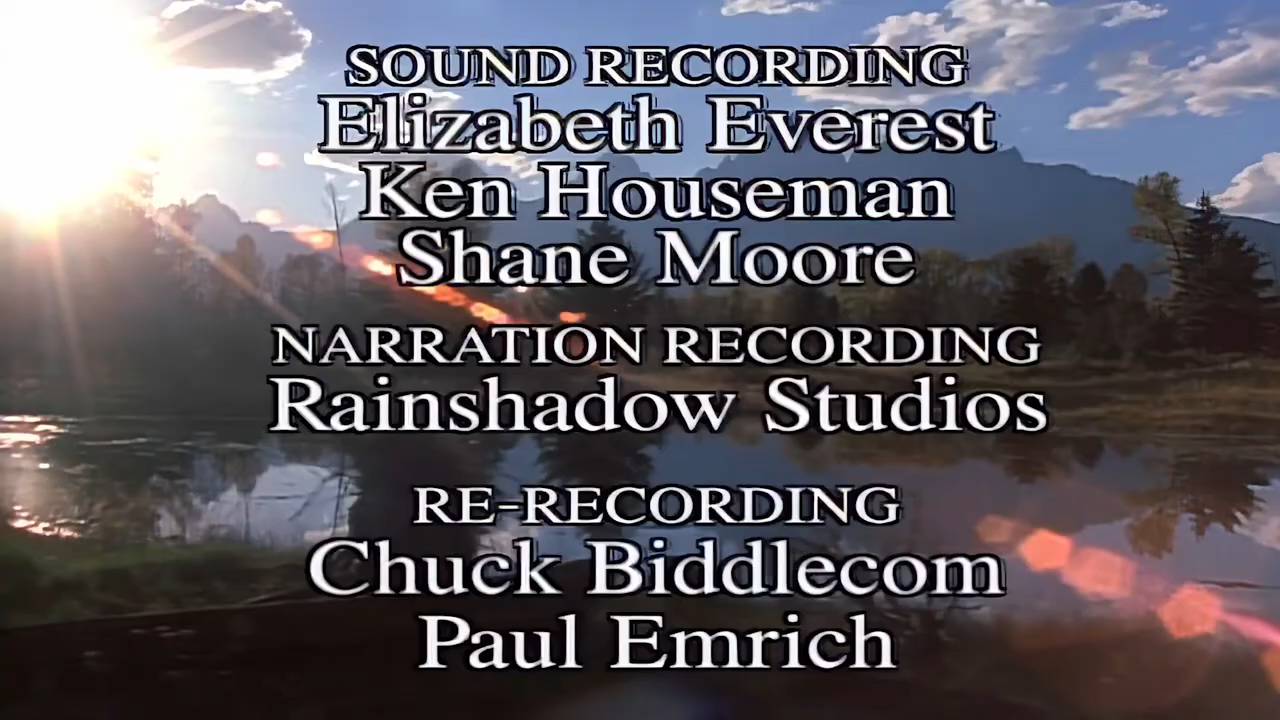 SOUND RECORDING
Elizabeth Everest
Ken Houseman
Shane Moore
NARRATION RECORDING
Rainshadow Studios
RE-RECORDING
Chuck Biddlecom
Paul Emrich